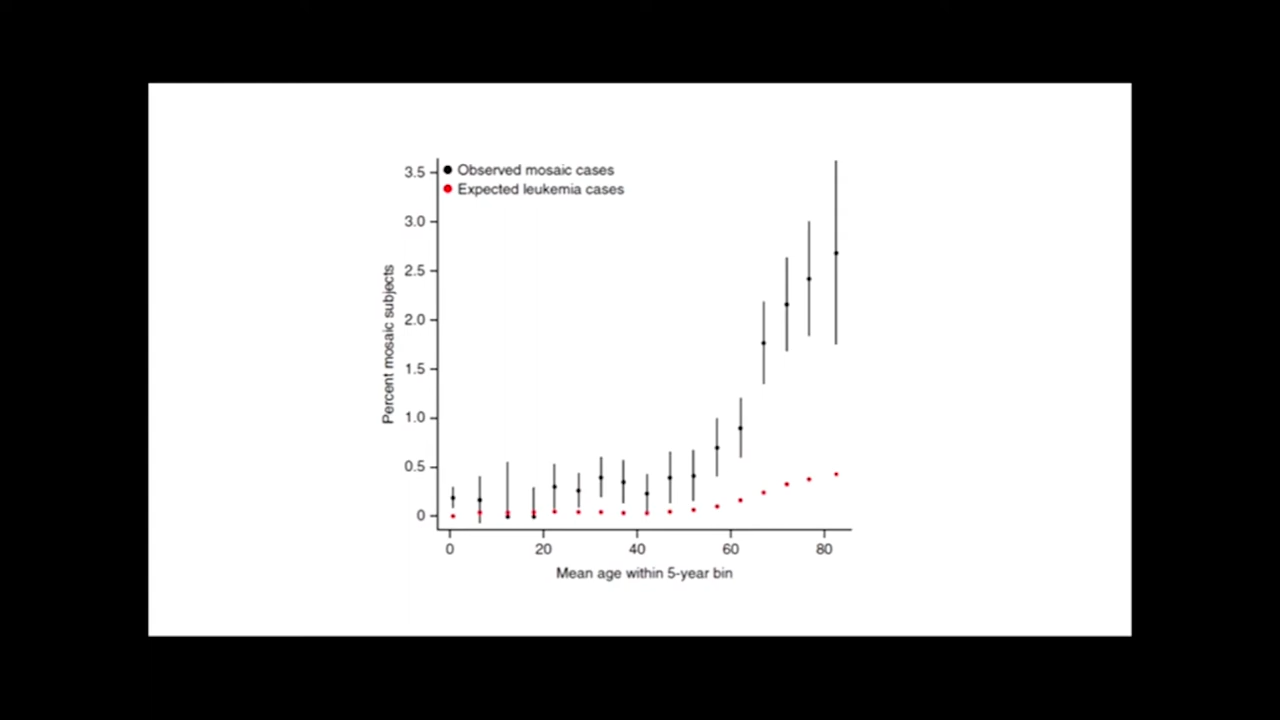 Observed mosaic cases
Expected leukemia cases
3.5
3.0
2.5
2.0
1.5
1.0
0.5
0
Percent mosaic subjects
0 20 40 60 80
Mean age within 5-year bin